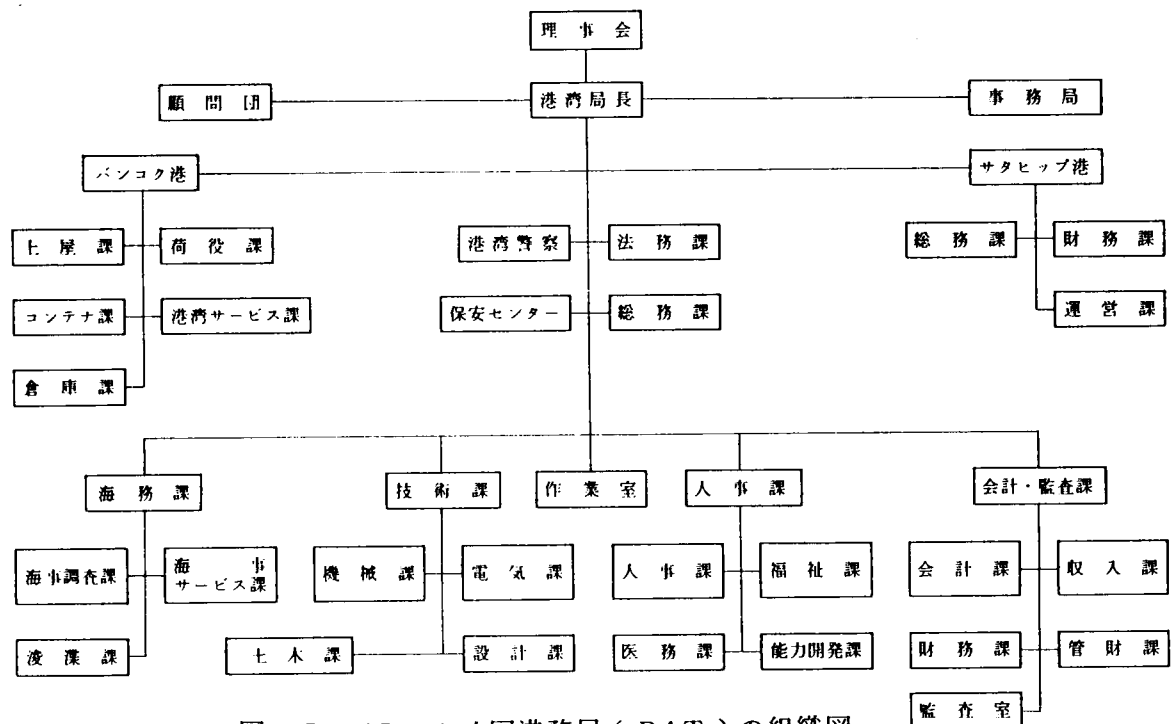 理事会
顧問団
港湾局長
事務局
バンコク港
サタヒップ港
上屋課
荷役課
港湾警察
法務課
総務課
財務課
コンテナ課
港湾サービス課
保安センター
総務課
運営課
倉庫課
海務課
技術課
作業室
人事課
会計・監査課
海事調査課
海事
サービス課
機械課
電気課
人事課
福祉課
会計課
収入課
浚渫課
土木課
設計課
医務課
能力開発課
財務課
管財課
監査室
(PAT)の組織図